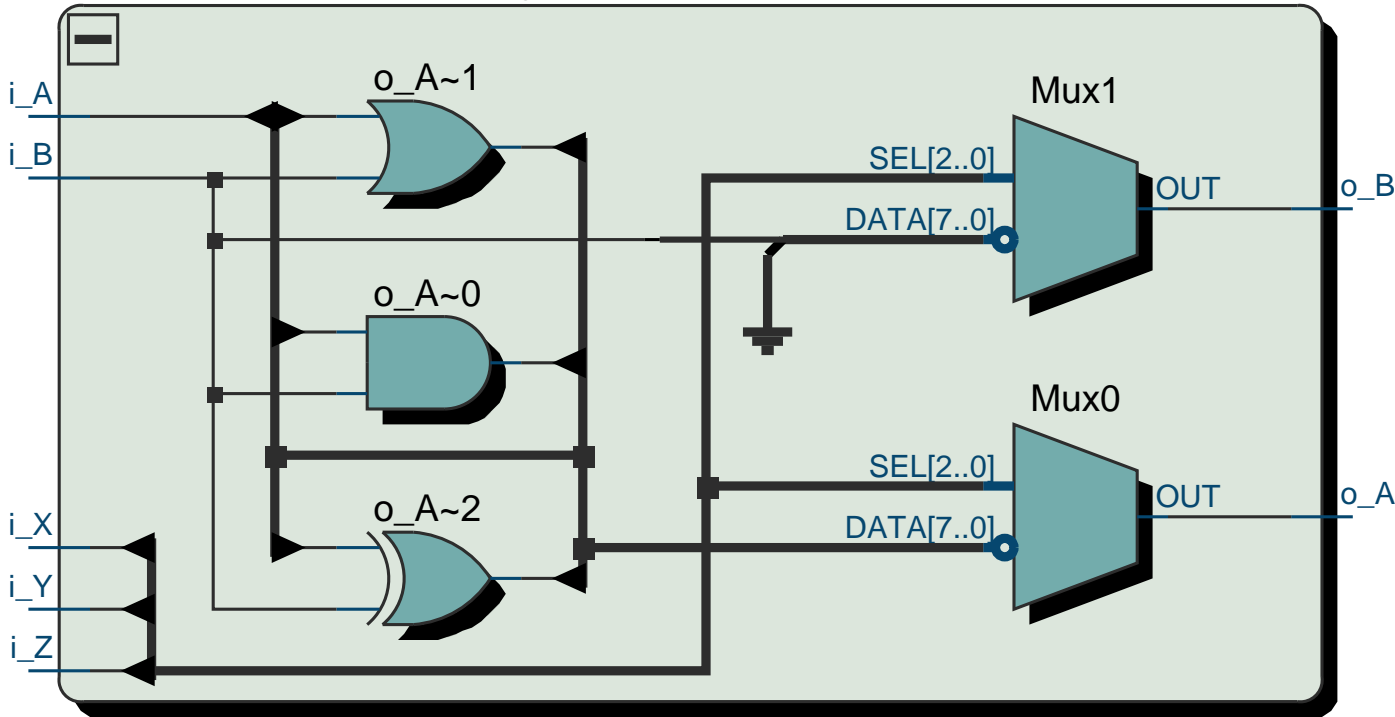 o_A~1
i_A
Mux1
i_B
SEL[2..0]
OUT
o_B
DATA[7..0]
o_A~0
Mux0
SEL[2..0]
OUT
o_A
o_A~2
i_X
DATA[7..0]
i_Y
i_Z